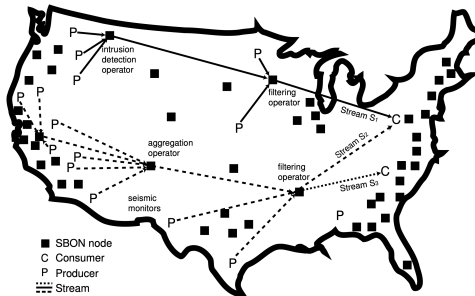 P
P
P
intrusion
detection
operator
P
P
filtering
operator
Stream S₁
C
P
P
P
P
P
P
P
aggregation
operator
Stream S₂
filtering
operator
C
Stream S₃
seismic
monitors
P
P
P
SBON node
C Consumer
P Producer
Stream